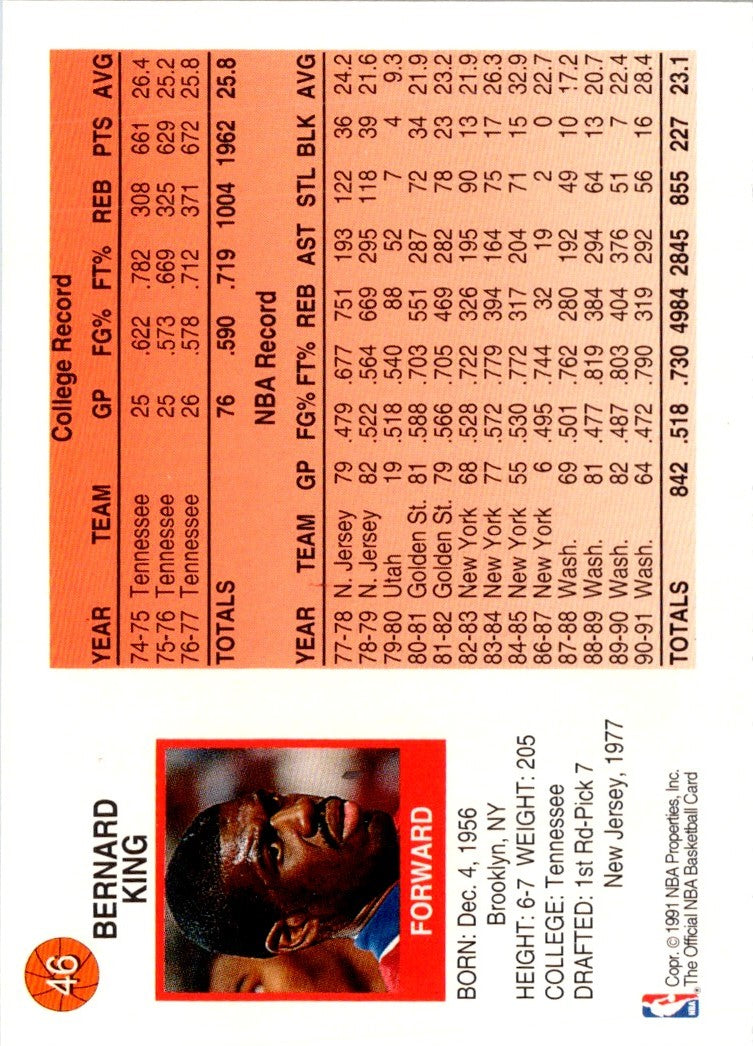 46
BERNARD
KING
FORWARD
BORN: Dec. 4, 1956
Brooklyn, NY
HEIGHT: 6-7 WEIGHT: 205
COLLEGE: Tennessee
DRAFTED: 1st Rd-Pick 7
New Jersey, 1977
NBA
Copr. © 1991 NBA Properties, Inc.
The Official NBA Basketball Card
College Record
YEAR TEAM GP FG% FT% REB PTS AVG
74-75 Tennessee 25 .622 .782 308 661 26.4
75-76 Tennessee 25 .573 .669 325 629 25.2
76-77 Tennessee 26 .578 .712 371 672 25.8
TOTALS 76 .590 .719 1004 1962 25.8
NBA Record
YEAR TEAM GP FG% FT% REB AST STL BLK AVG
77-78 N. Jersey 79 .479 .677 751 193 122 36 24.2
78-79 N. Jersey 82 .522 .564 669 295 118 39 21.6
79-80 Utah 19 .518 .540 88 52 7 4 9.3
80-81 Golden St. 81 .588 .703 551 287 72 34 21.9
81-82 Golden St. 79 .566 .705 469 282 78 23 23.2
82-83 New York 68 .528 .722 326 195 90 13 21.9
83-84 New York 77 .572 .779 394 164 75 17 26.3
84-85 New York 55 .530 .772 317 204 71 15 32.9
86-87 New York 6 .495 .744 32 19 2 0 22.7
87-88 Wash. 69 .501 .762 280 192 49 10 17.2
88-89 Wash. 81 .477 .819 384 294 64 13 20.7
89-90 Wash. 82 .487 .803 404 376 51 7 22.4
90-91 Wash. 64 .472 .790 319 292 56 16 28.4
TOTALS 842 .518 .730 4984 2845 855 227 23.1